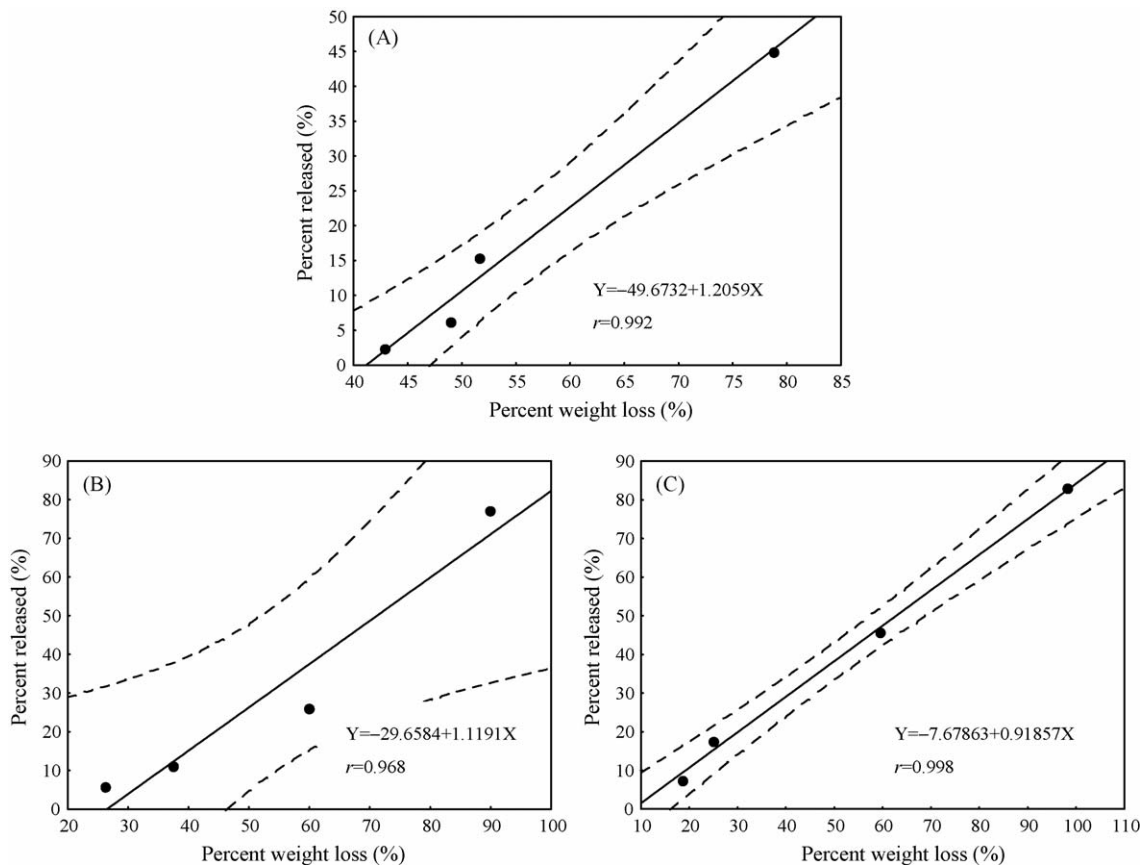 (A)
Percent released (%)
50
45
40
35
30
25
20
15
10
5
0
Y=−49.6732+1.2059X
r=0.992
40 45 50 55 60 65 70 75 80 85
Percent weight loss (%)
(B)
Percent released (%)
90
80
70
60
50
40
30
20
10
0
Y=−29.6584+1.1191X
r=0.968
20 30 40 50 60 70 80 90 100
Percent weight loss (%)
(C)
Percent released (%)
90
80
70
60
50
40
30
20
10
0
Y=−7.67863+0.91857X
r=0.998
10 20 30 40 50 60 70 80 90 100 110
Percent weight loss (%)